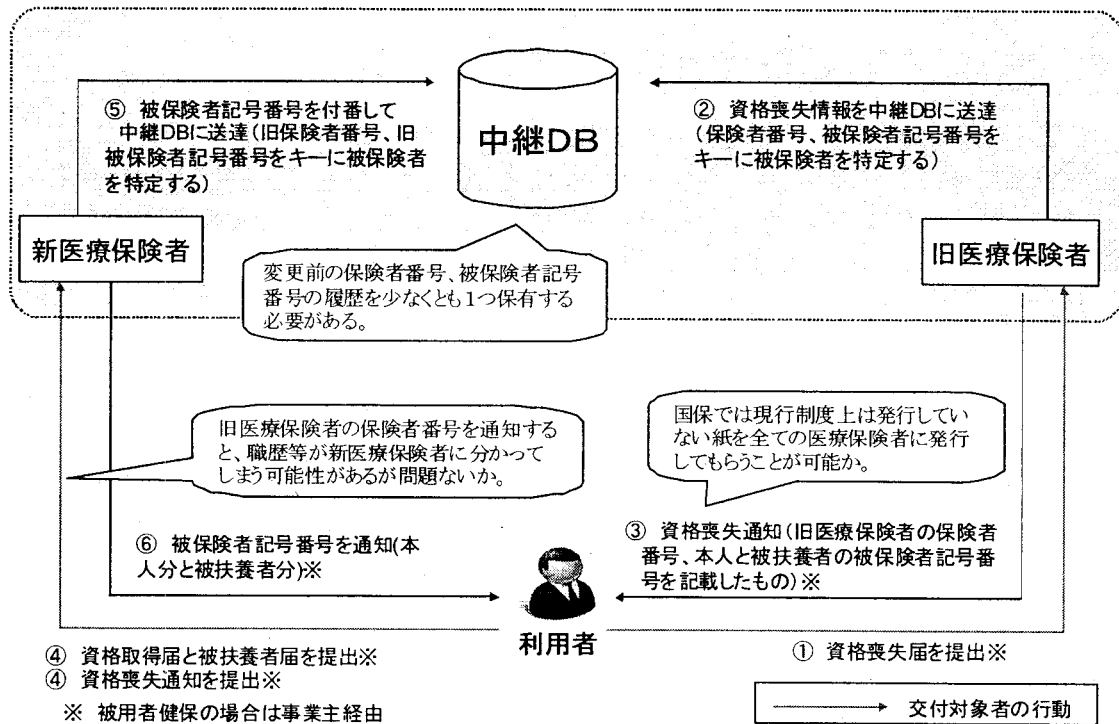 ⑤ 被保険者記号番号を付番して
中継DBに送達(旧保険者番号、旧
被保険者記号番号をキーに被保険者
を特定する)
中継DB
② 資格喪失情報を中継DBに送達
(保険者番号、被保険者記号番号を
キーに被保険者を特定する)
新医療保険者
旧医療保険者
変更前の保険者番号、被保険者記号
番号の履歴を少なくとも1つ保有する
必要がある。
旧医療保険者の保険者番号を通知する
と、職歴等が新医療保険者に分かって
しまう可能性があるが問題ないか。
国保では現行制度上は発行してい
ない紙を全ての医療保険者に発行
してもらうことが可能か。
⑥ 被保険者記号番号を通知(本
人分と被扶養者分)※
③ 資格喪失通知(旧医療保険者の保険者
番号、本人と被扶養者の被保険者記号番
号を記載したもの)※
利用者
④ 資格取得届と被扶養者届を提出※
④ 資格喪失通知を提出※
① 資格喪失届を提出※
※ 被用者健保の場合は事業主経由
交付対象者の行動